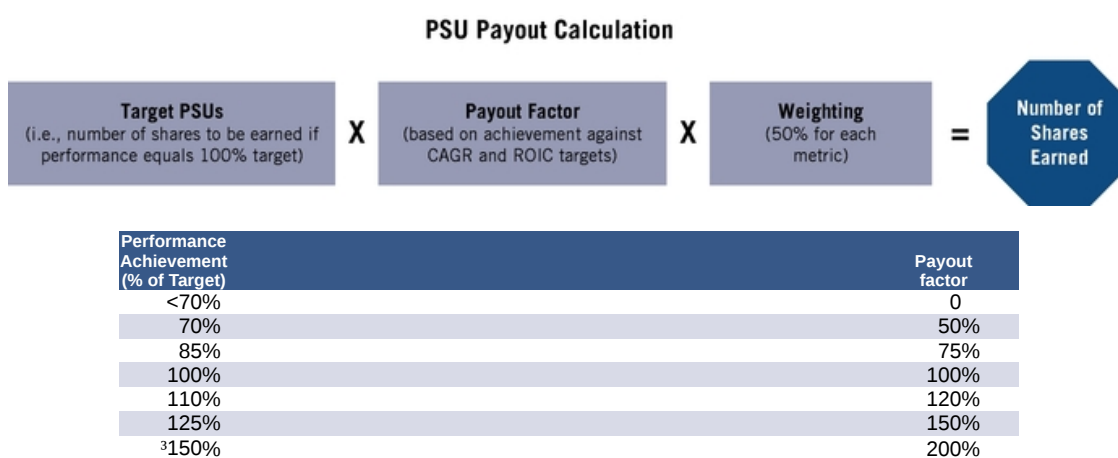 PSU Payout Calculation
Target PSUs
(i.e., number of shares to be earned if
performance equals 100% target)
X
Payout Factor
(based on achievement against
CAGR and ROIC targets)
X
Weighting
(50% for each
metric)
=
Number of
Shares
Earned
Performance
Achievement
(% of Target)
Payout
factor
<70% 0
70% 50%
85% 75%
100% 100%
110% 120%
125% 150%
³150% 200%